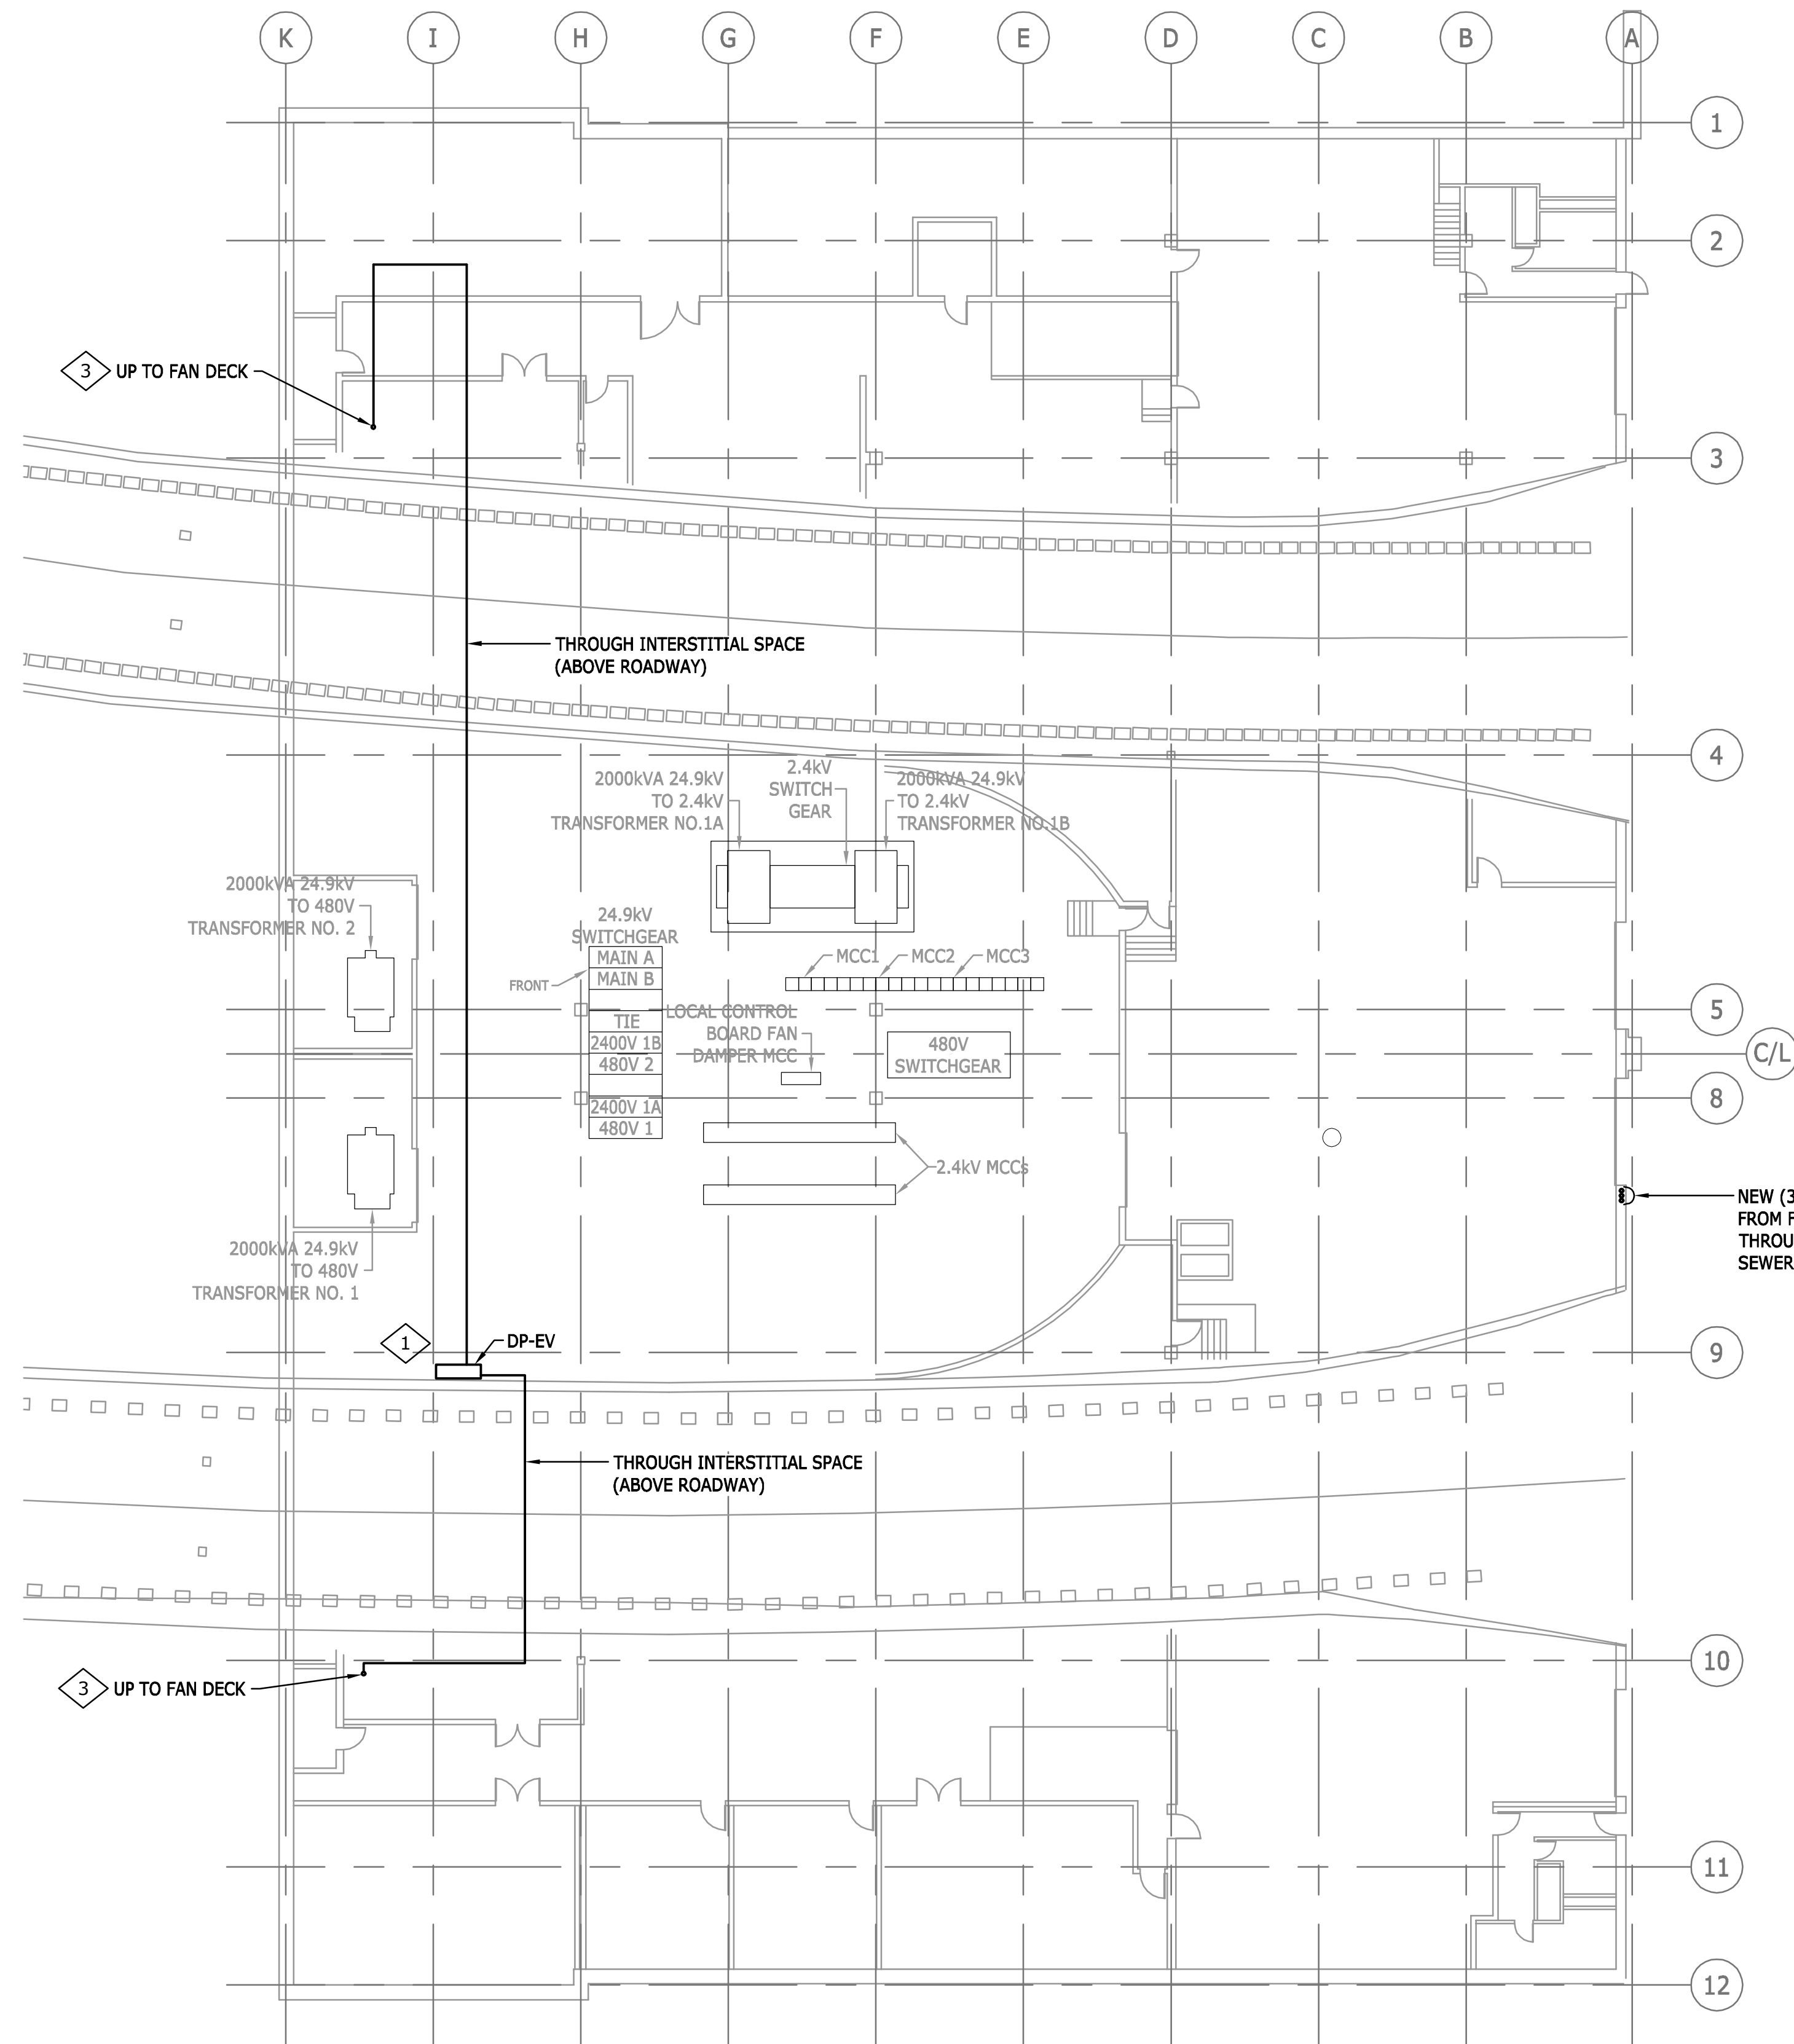 K I H G F E D C B A
1
2
3 UP TO FAN DECK
3
THROUGH INTERSTITIAL SPACE
(ABOVE ROADWAY)
4
2000kVA 24.9kV
TO 2.4kV
TRANSFORMER NO.1A
2.4kV
SWITCH
GEAR
2000kVA 24.9kV
TO 2.4kV
TRANSFORMER NO.1B
2000kVA 24.9kV
TO 480V
TRANSFORMER NO. 2
24.9kV
SWITCHGEAR
MAIN A
MAIN B
FRONT
TIE
2400V 1B
480V 2
2400V 1A
480V 1
MCC1
MCC2
MCC3
5
LOCAL CONTROL
BOARD FAN
DAMPER MCC
480V
SWITCHGEAR
C/L
8
2.4kV MCCs
NEW (3
FROM F
THROU
SEWER
2000kVA 24.9kV
TO 480V
TRANSFORMER NO. 1
1
DP-EV
9
THROUGH INTERSTITIAL SPACE
(ABOVE ROADWAY)
10
3 UP TO FAN DECK
11
12